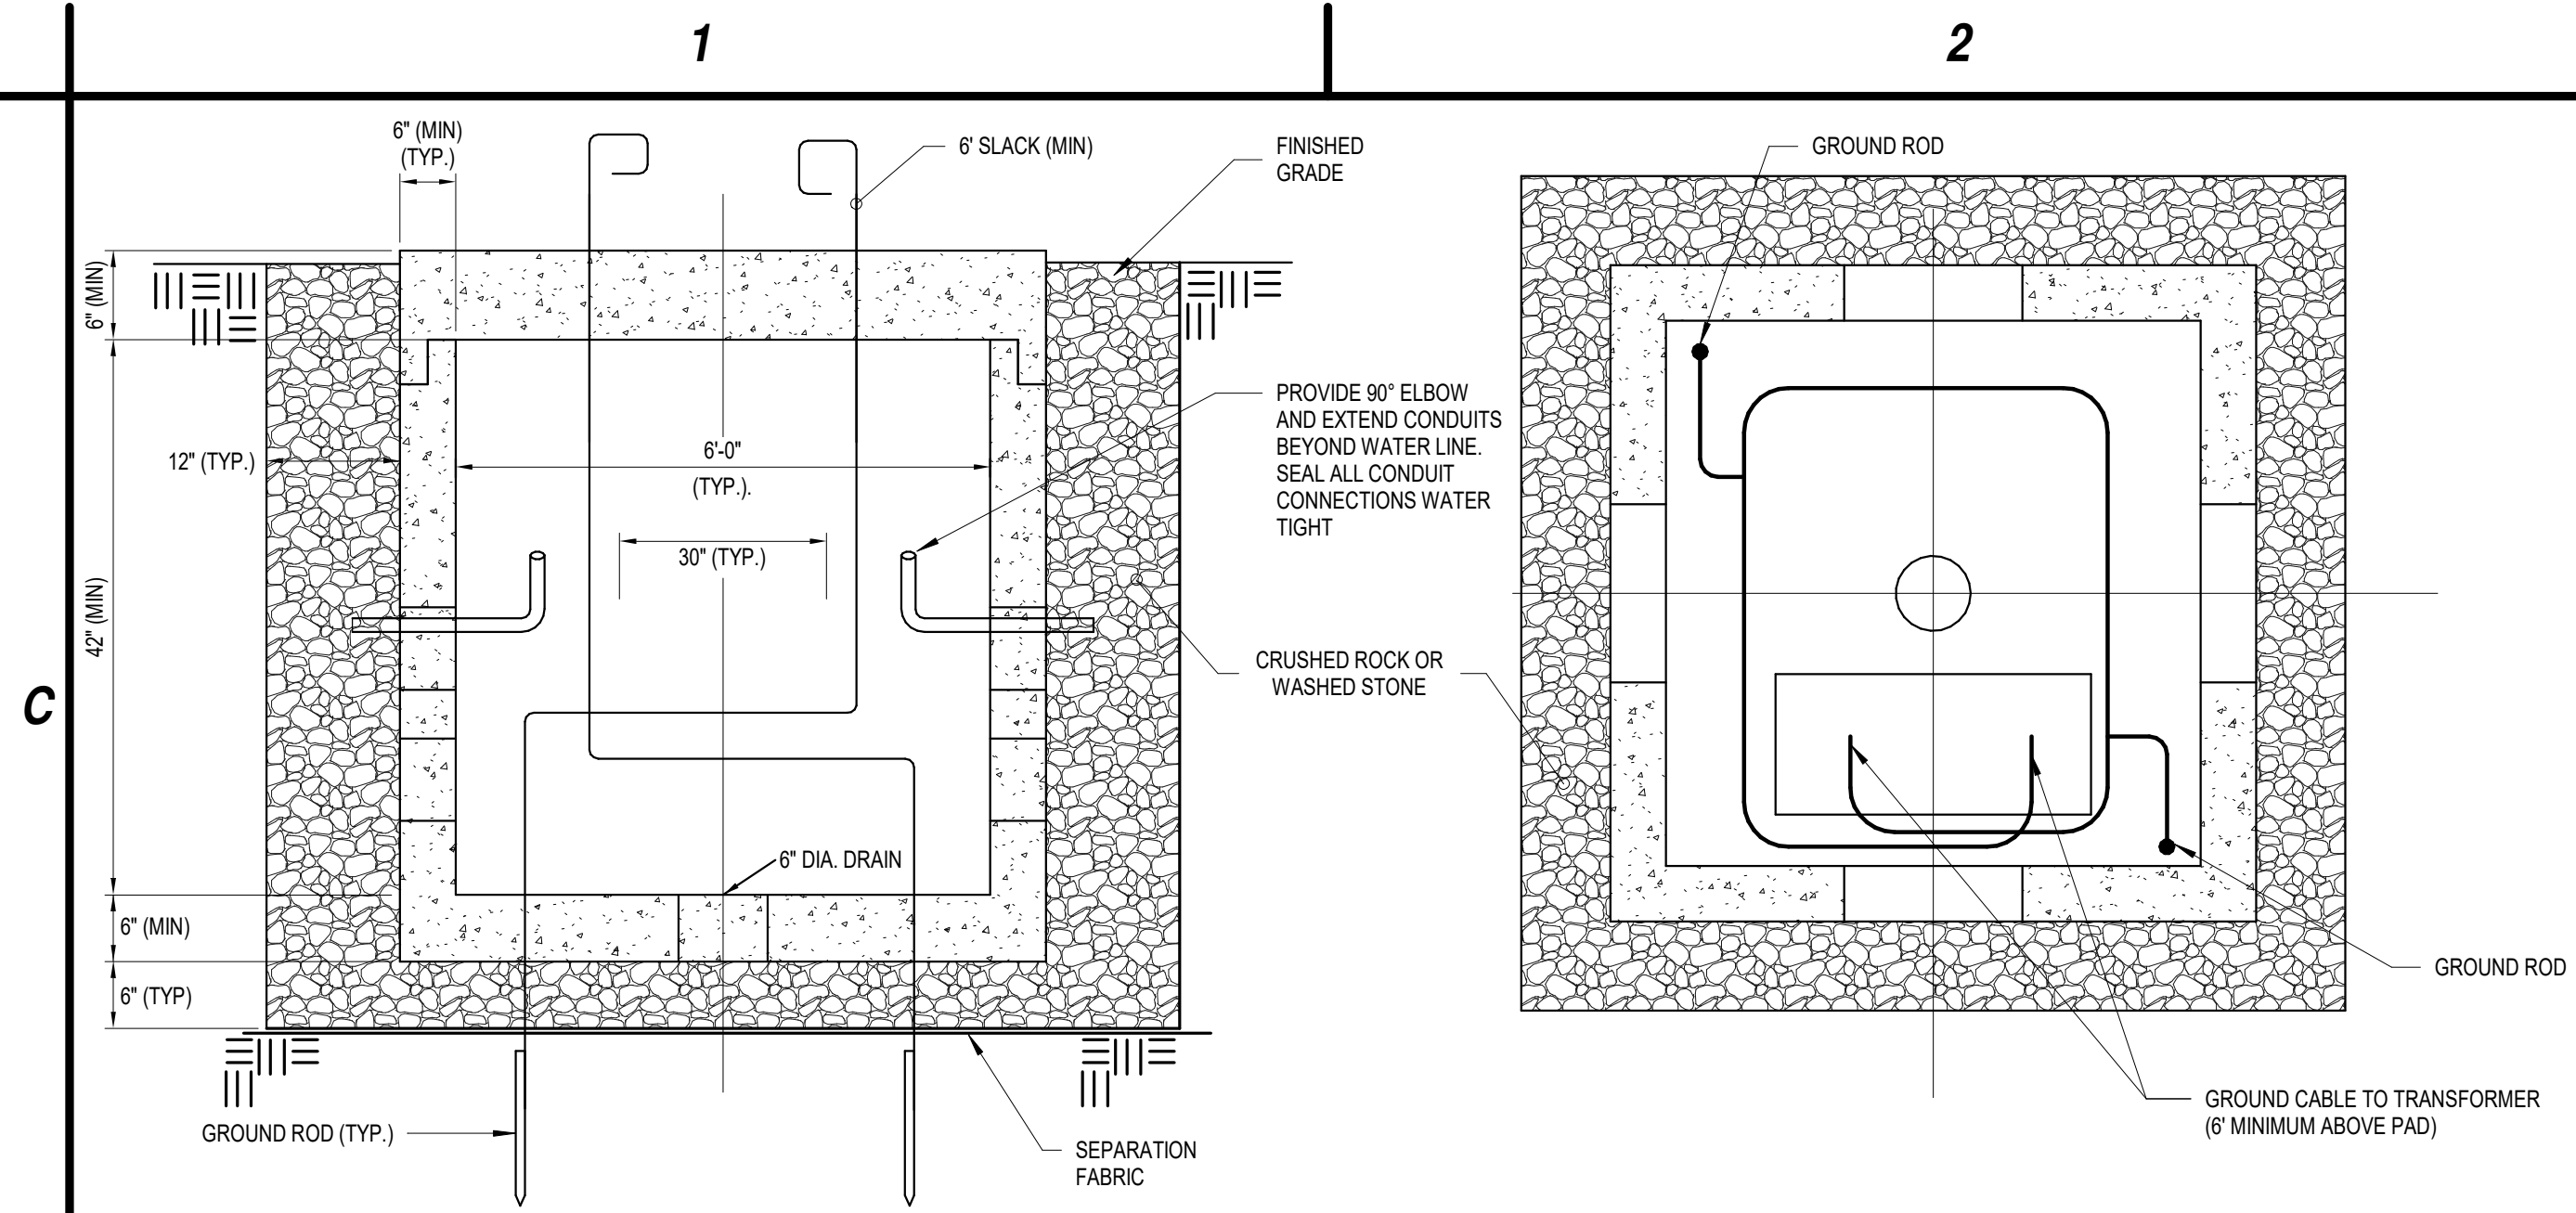 1
2
C
6" (MIN)
(TYP.)
6' SLACK (MIN)
FINISHED
GRADE
6" (MIN)
12" (TYP.)
6'-0"
(TYP.).
30" (TYP.)
PROVIDE 90° ELBOW
AND EXTEND CONDUITS
BEYOND WATER LINE.
SEAL ALL CONDUIT
CONNECTIONS WATER
TIGHT
42" (MIN)
CRUSHED ROCK OR
WASHED STONE
6" DIA. DRAIN
6" (MIN)
6" (TYP)
GROUND ROD (TYP.)
SEPARATION
FABRIC
GROUND ROD
GROUND ROD
GROUND CABLE TO TRANSFORMER
(6' MINIMUM ABOVE PAD)